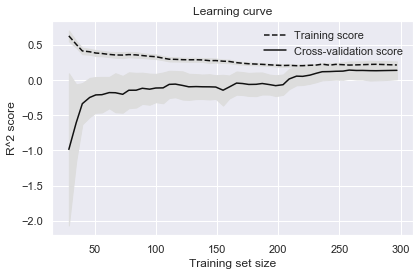 Learning curve
Training score
Cross-validation score
R^2 score
0.5
0.0
−0.5
−1.0
−1.5
−2.0
50
100
150
200
250
300
Training set size